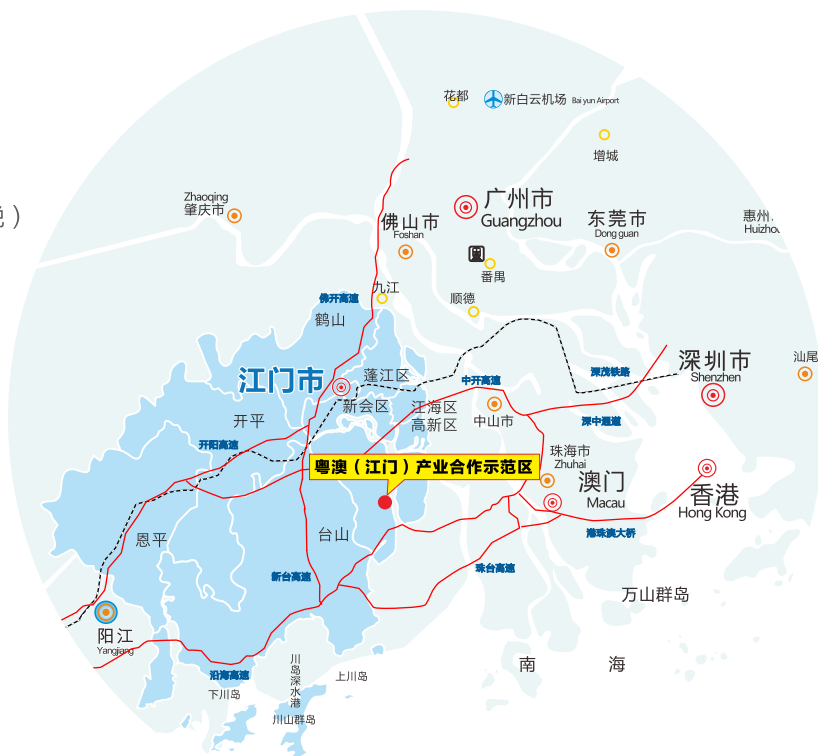 花都
新白云机场 Bai yun Airport
增城
Zhaoqing
肇庆市
税）
广州市
Guangzhou
佛山市
Foshan
东莞市
Dong guan
惠州
Huizhou
番禺
九江
佛开高速
顺德
鹤山
深圳市
Shenzhen
汕尾
江门市
蓬江区
中开高速
深茂铁路
新会区
江海区
高新区
中山市
深中通道
开平
开阳高速
珠海市
Zhuhai
粤澳（江门）产业合作示范区
澳门
Macau
香港
Hong Kong
港珠澳大桥
恩平
台山
新台高速
珠台高速
万山群岛
阳江
Yangjiang
南 海
沿海高速
川岛深水港
上川岛
下川岛
川山群岛